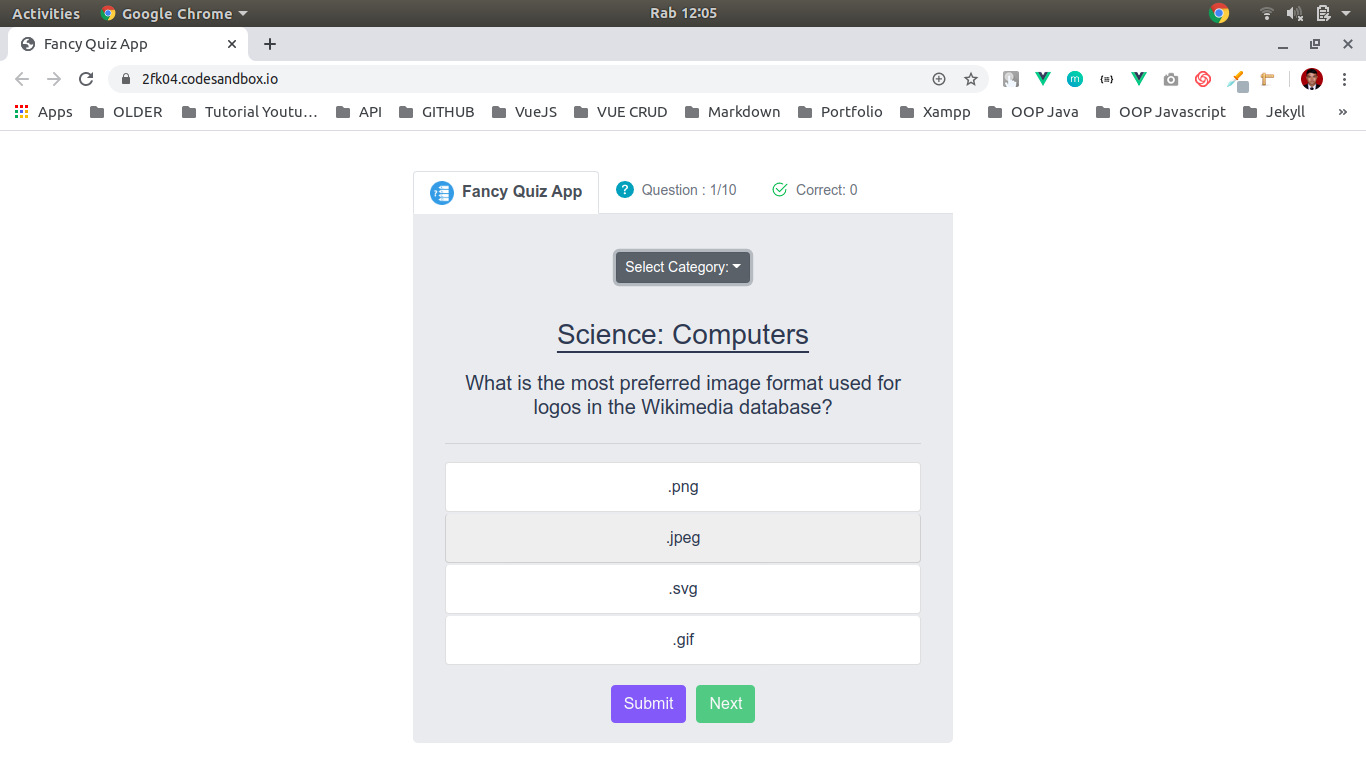 Activities Google Chrome Rab 12:05
Fancy Quiz App
2fk04.codesandbox.io
Apps OLDER Tutorial Youtu… API GITHUB VueJS VUE CRUD Markdown Portfolio Xampp OOP Java OOP Javascript Jekyll »
Fancy Quiz App Question : 1/10 Correct: 0
Select Category:
Science: Computers
What is the most preferred image format used for
logos in the Wikimedia database?
.png
.jpeg
.svg
.gif
Submit Next